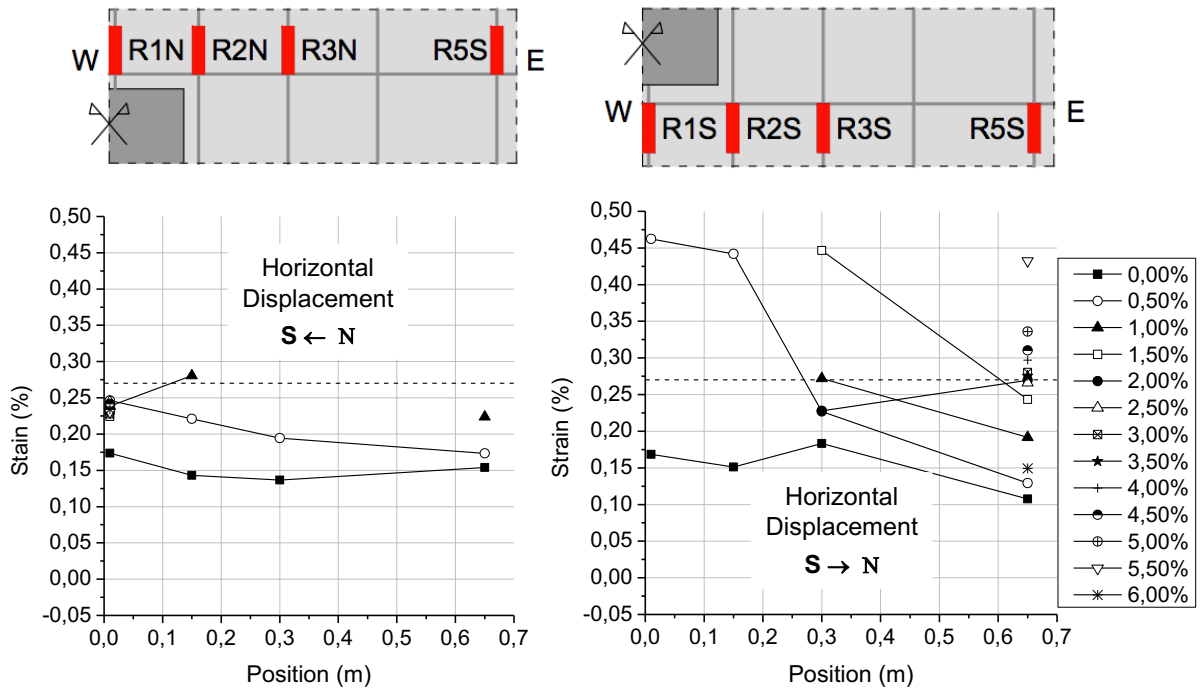 W R1N R2N R3N R5S E
W R1S R2S R3S R5S E
0,50
0,45
0,40
0,35
0,30
0,25
0,20
0,15
0,10
0,05
0,00
-0,05
Stain (%)
Horizontal
Displacement
S ← N
0,0 0,1 0,2 0,3 0,4 0,5 0,6 0,7
Position (m)
0,50
0,45
0,40
0,35
0,30
0,25
0,20
0,15
0,10
0,05
0,00
-0,05
Strain (%)
Horizontal
Displacement
S → N
0,0 0,1 0,2 0,3 0,4 0,5 0,6 0,7
Position (m)
0,00%
0,50%
1,00%
1,50%
2,00%
2,50%
3,00%
3,50%
4,00%
4,50%
5,00%
5,50%
6,00%